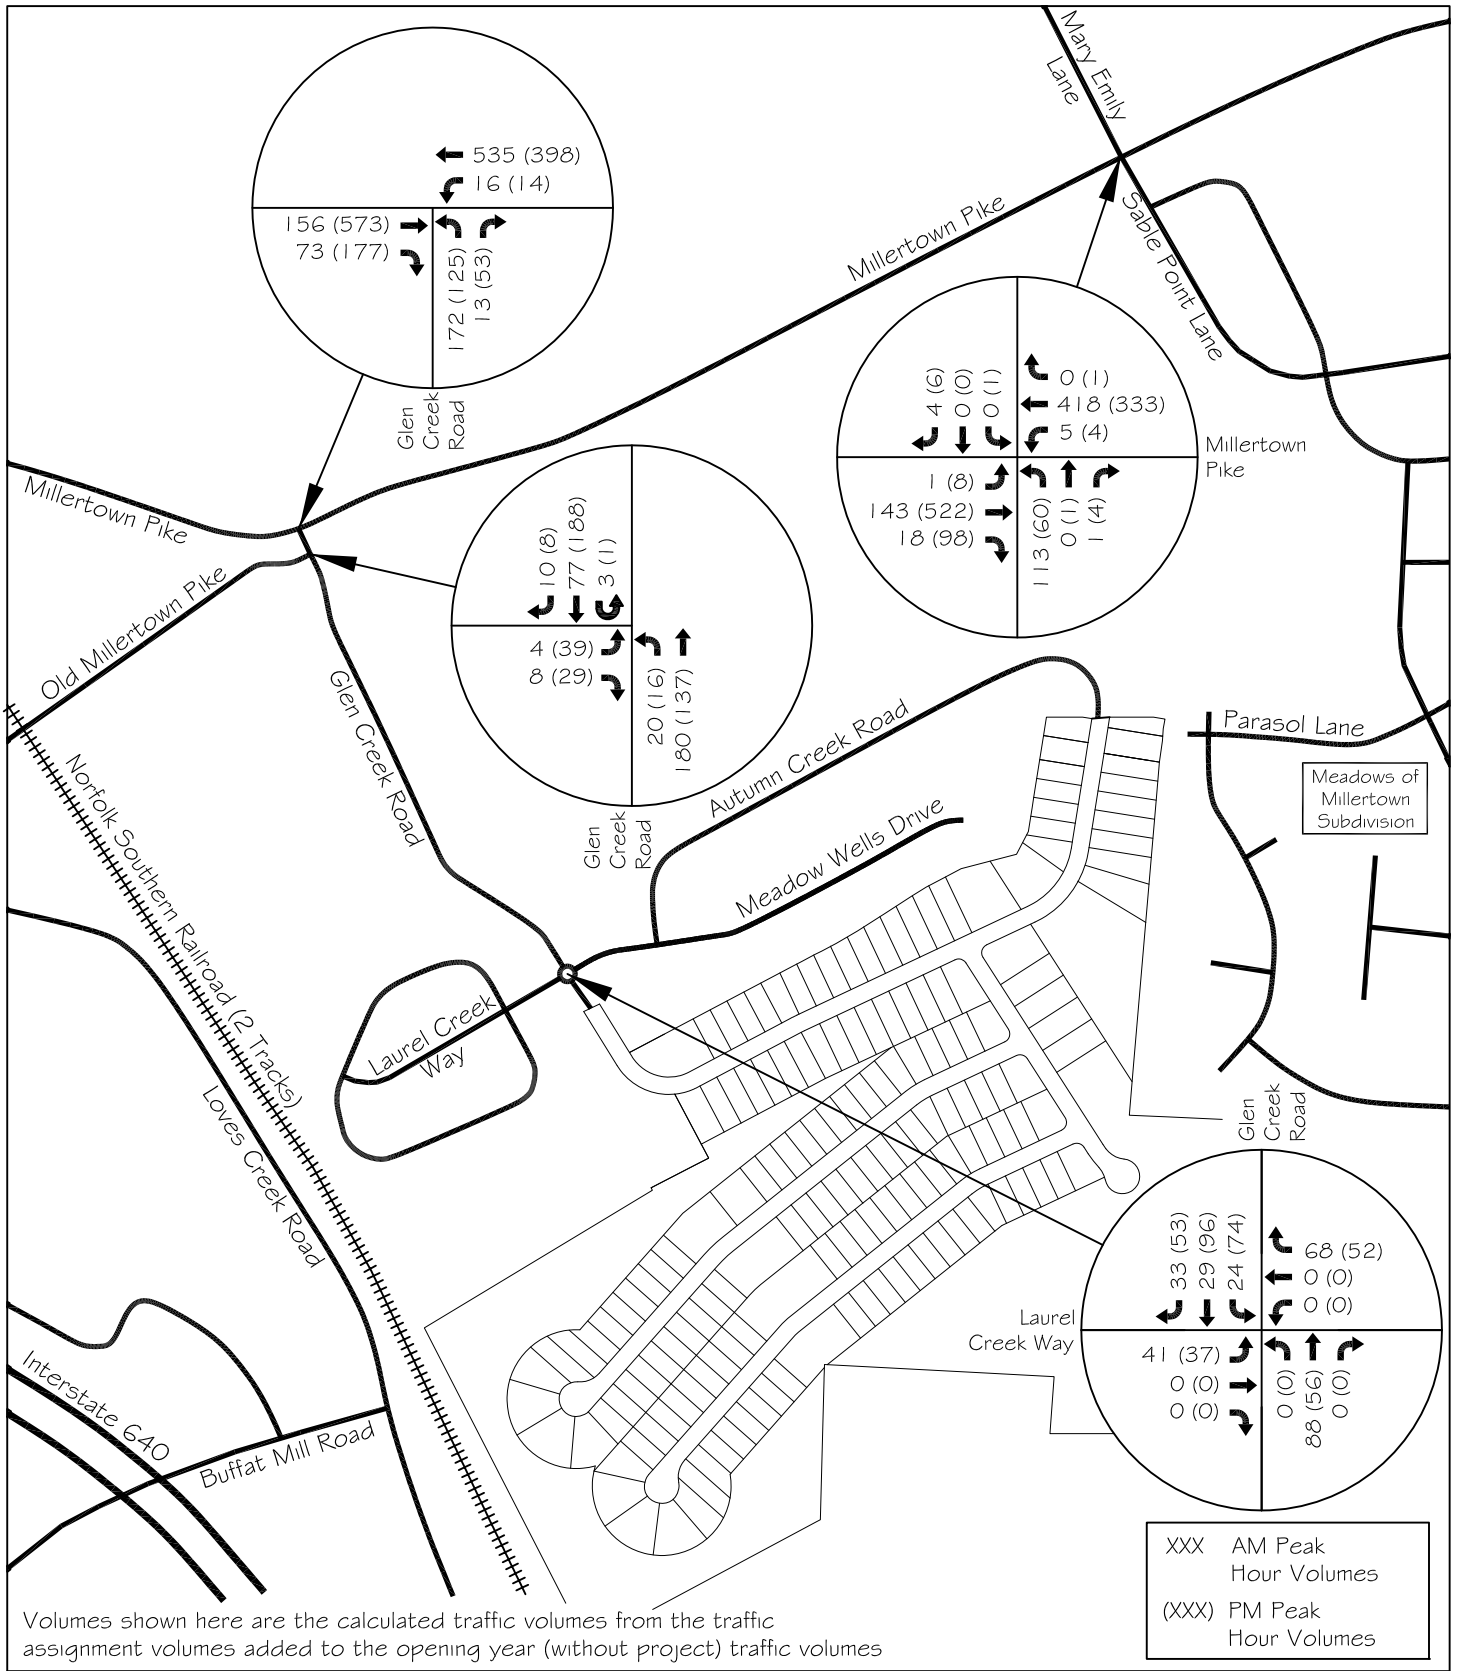 Mary Emily
Lane
535 (398)
16 (14)
156 (573)
73 (177)
172 (125)
13 (53)
Glen
Creek
Road
Millertown Pike
Sable Point Lane
4 (6)
0 (0)
0 (1)
0 (1)
418 (333)
5 (4)
Millertown
Pike
1 (8)
143 (522)
18 (98)
113 (60)
0 (1)
1 (4)
Millertown Pike
Old Millertown Pike
10 (8)
77 (188)
3 (1)
4 (39)
8 (29)
20 (16)
180 (137)
Glen
Creek
Road
Glen Creek Road
Autumn Creek Road
Meadow Wells Drive
Parasol Lane
Meadows of
Millertown
Subdivision
Norfolk Southern Railroad (2 Tracks)
Laurel Creek
Way
Loves Creek Road
Glen
Creek
Road
33 (53)
29 (96)
24 (74)
68 (52)
0 (0)
0 (0)
Laurel
Creek Way
41 (37)
0 (0)
0 (0)
0 (0)
88 (56)
0 (0)
Interstate 640
Buffat Mill Road
XXX AM Peak
Hour Volumes
(XXX) PM Peak
Hour Volumes
Volumes shown here are the calculated traffic volumes from the traffic
assignment volumes added to the opening year (without project) traffic volumes